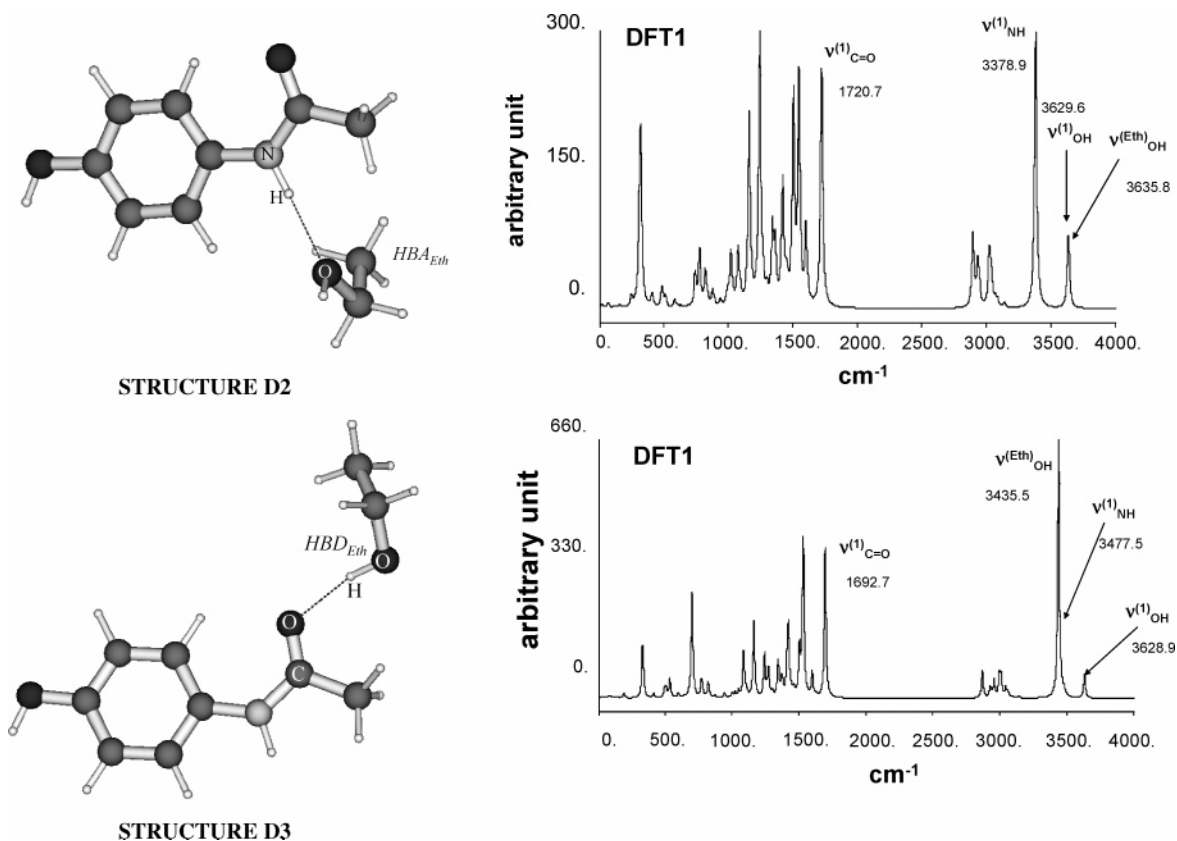 N
H
HBA_Eth
O
STRUCTURE D2
DFT1
300.
150.
0.
arbitrary unit
ν(1)C=O
1720.7
ν(1)NH
3378.9
3629.6
ν(1)OH
ν(Eth)OH
3635.8
0. 500. 1000. 1500. 2000. 2500. 3000. 3500. 4000.
cm-1
HBD_Eth
O
H
O
C
STRUCTURE D3
DFT1
660.
330.
0.
arbitrary unit
ν(1)C=O
1692.7
ν(Eth)OH
3435.5
ν(1)NH
3477.5
ν(1)OH
3628.9
0. 500. 1000. 1500. 2000. 2500. 3000. 3500. 4000.
cm-1